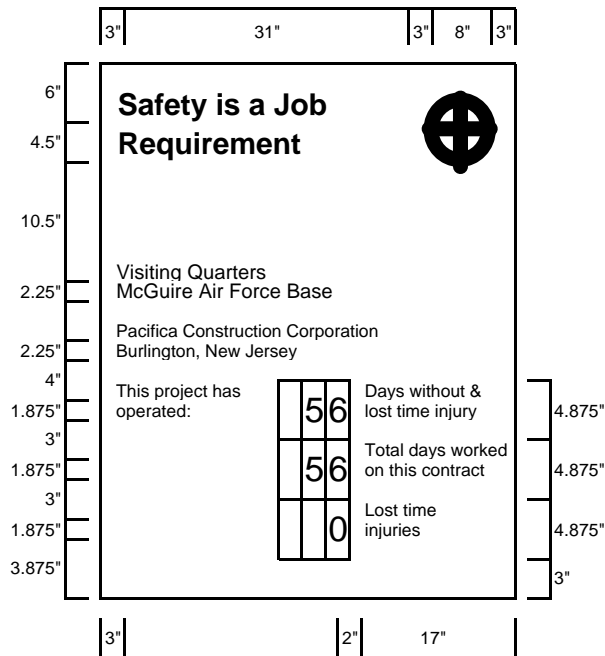 3" 31" 3" 8" 3"
6"
Safety is a Job
Requirement
4.5"
10.5"
Visiting Quarters
McGuire Air Force Base
2.25"
Pacifica Construction Corporation
Burlington, New Jersey
2.25"
4"
This project has
operated:
56
Days without &
lost time injury
1.875"
4.875"
3"
56
Total days worked
on this contract
1.875"
4.875"
3"
0
Lost time
injuries
1.875"
4.875"
3.875"
3"
3" 2" 17"